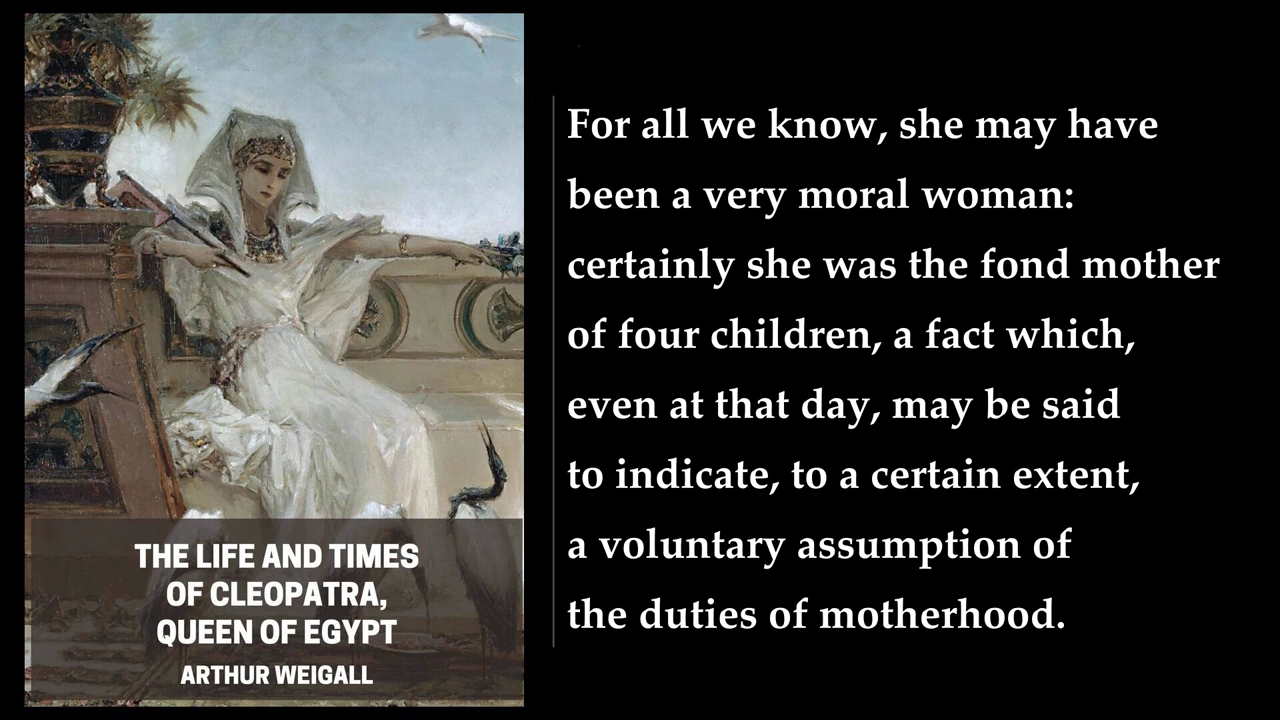 THE LIFE AND TIMES
OF CLEOPATRA,
QUEEN OF EGYPT
ARTHUR WEIGALL
For all we know, she may have
been a very moral woman:
certainly she was the fond mother
of four children, a fact which,
even at that day, may be said
to indicate, to a certain extent,
a voluntary assumption of
the duties of motherhood.